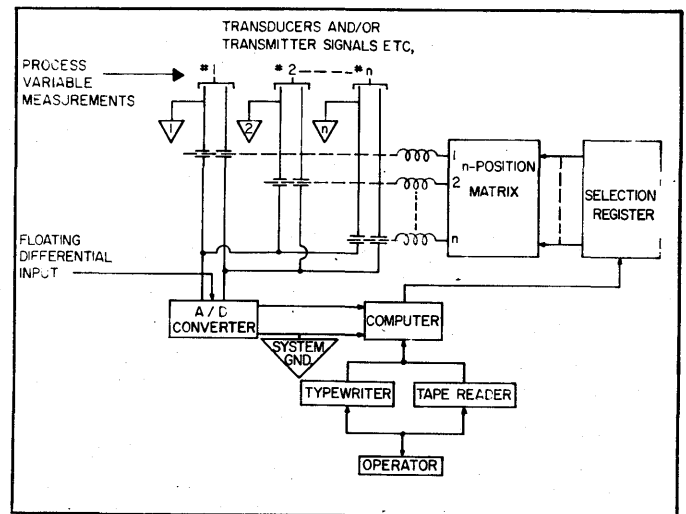 TRANSDUCERS AND/OR
TRANSMITTER SIGNALS ETC,
PROCESS
VARIABLE
MEASUREMENTS
#1
#2
#n
1
2
n
1
2
n
n-POSITION
MATRIX
SELECTION
REGISTER
FLOATING
DIFFERENTIAL
INPUT
A/D
CONVERTER
COMPUTER
SYSTEM
GND.
TYPEWRITER
TAPE READER
OPERATOR